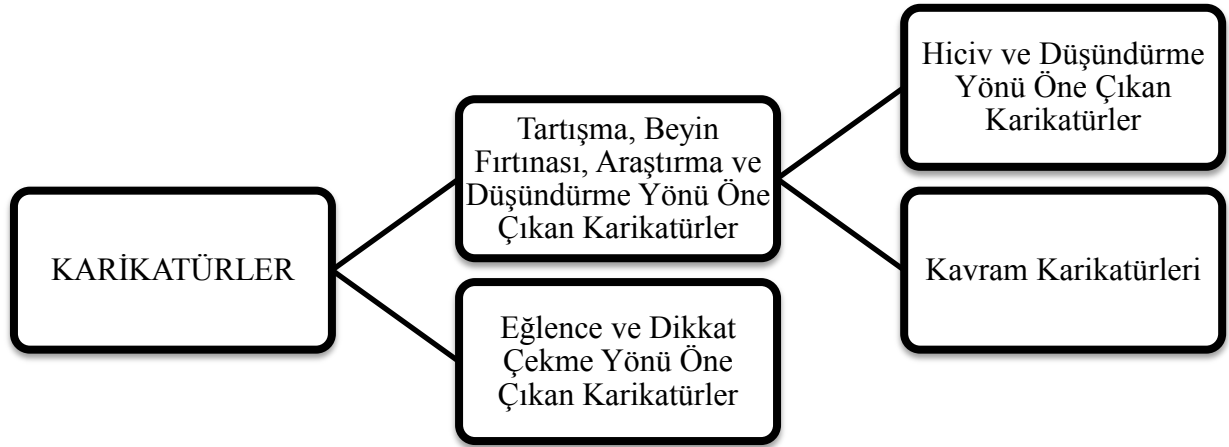 KARİKATÜRLER
Tartışma, Beyin
Fırtınası, Araştırma ve
Düşündürme Yönü Öne
Çıkan Karikatürler
Eğlence ve Dikkat
Çekme Yönü Öne
Çıkan Karikatürler
Hiciv ve Düşündürme
Yönü Öne Çıkan
Karikatürler
Kavram Karikatürleri